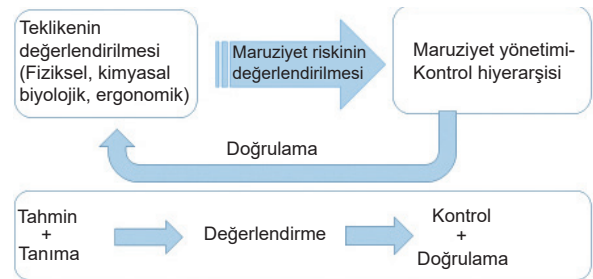 Teklikenin
değerlendirilmesi
(Fiziksel, kimyasal
biyolojik, ergonomik)
Maruziyet riskinin
değerlendirilmesi
Maruziyet yönetimi-
Kontrol hiyerarşisi
Doğrulama
Tahmin
+
Tanıma
Değerlendirme
Kontrol
+
Doğrulama